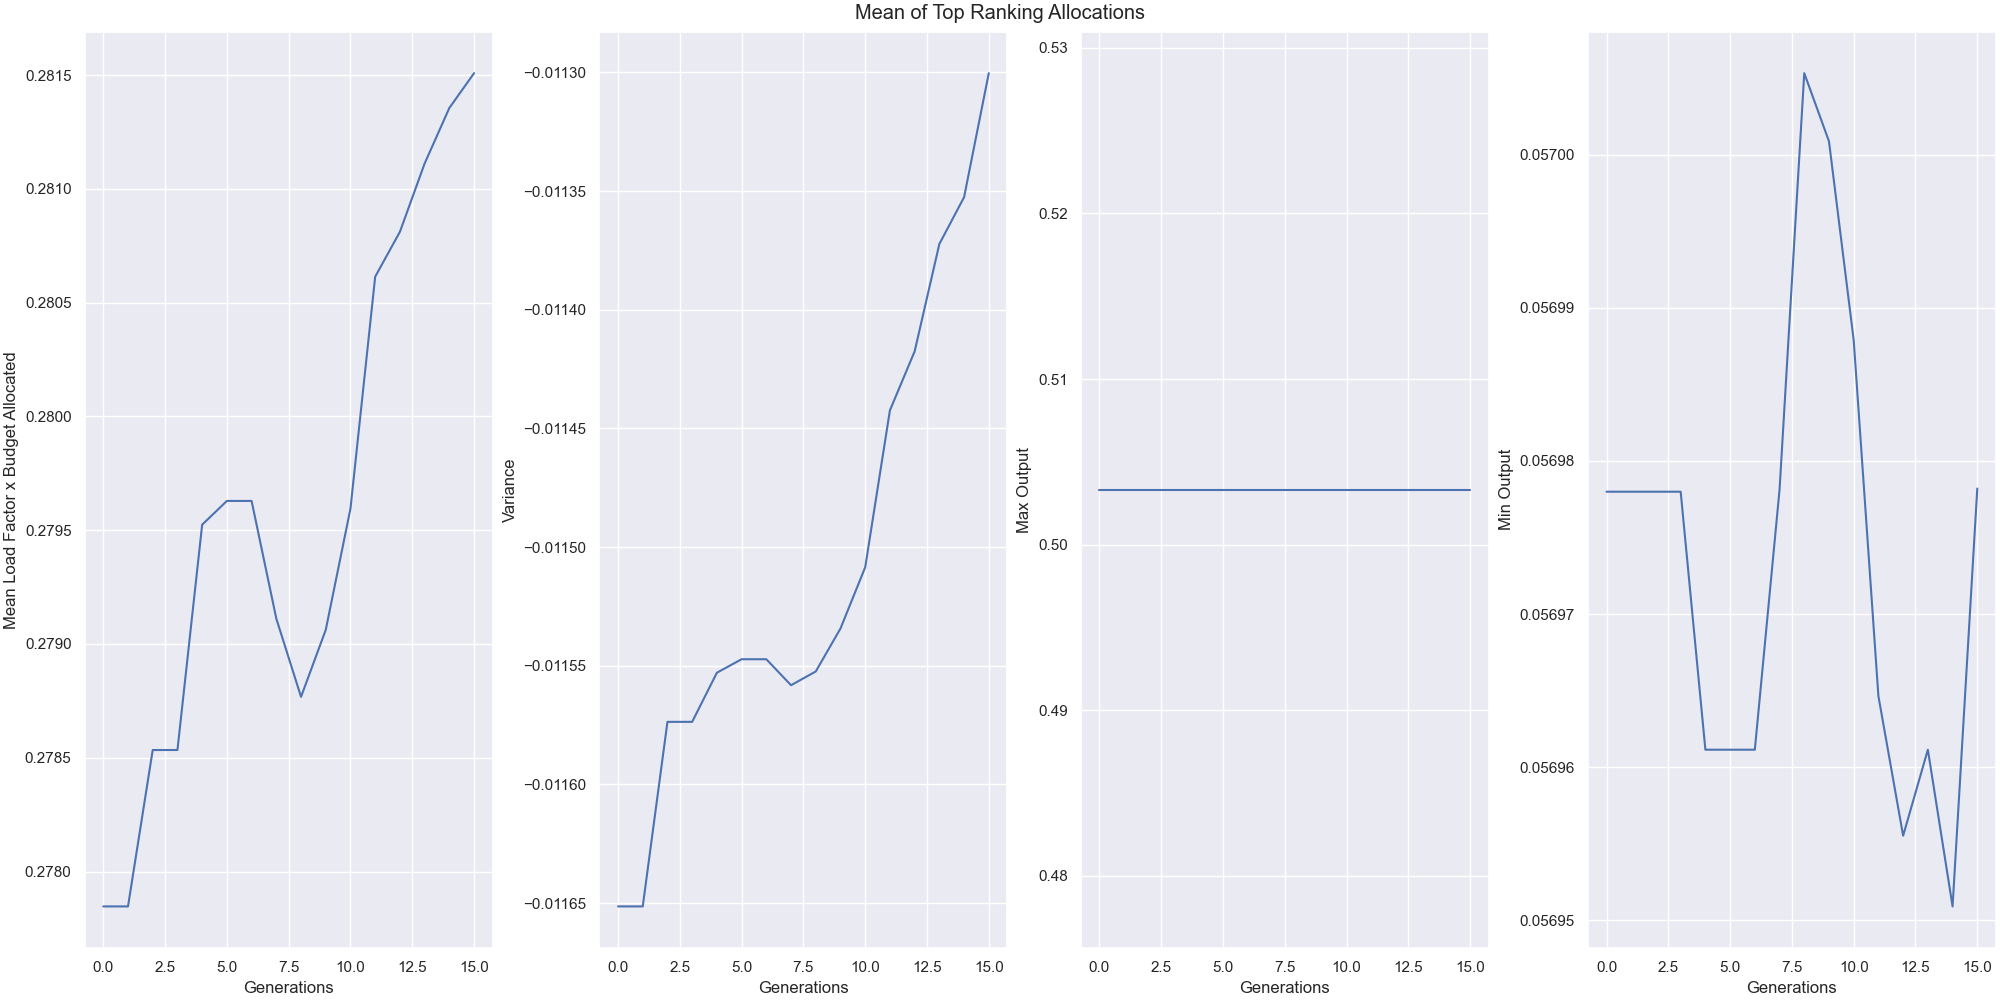 Mean of Top Ranking Allocations
Mean Load Factor x Budget Allocated
0.2815
0.2810
0.2805
0.2800
0.2795
0.2790
0.2785
0.2780
0.0 2.5 5.0 7.5 10.0 12.5 15.0
Generations
Variance
−0.01130
−0.01135
−0.01140
−0.01145
−0.01150
−0.01155
−0.01160
−0.01165
0.0 2.5 5.0 7.5 10.0 12.5 15.0
Generations
Max Output
0.53
0.52
0.51
0.50
0.49
0.48
0.0 2.5 5.0 7.5 10.0 12.5 15.0
Generations
Min Output
0.05700
0.05699
0.05698
0.05697
0.05696
0.05695
0.0 2.5 5.0 7.5 10.0 12.5 15.0
Generations